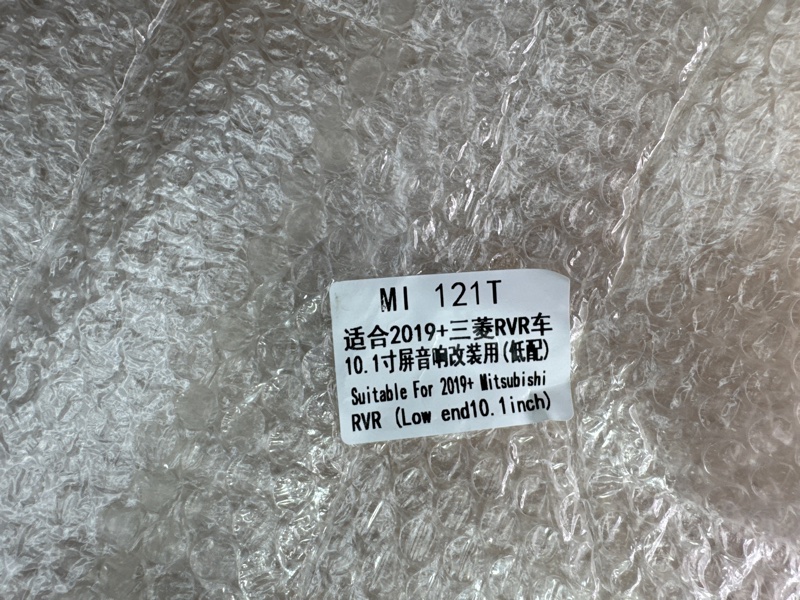 MI 121T
适合2019+三菱RVR车
10.1寸屏音响改装用(低配)
Suitable For 2019+ Mitsubishi
RVR (Low end10.1inch)